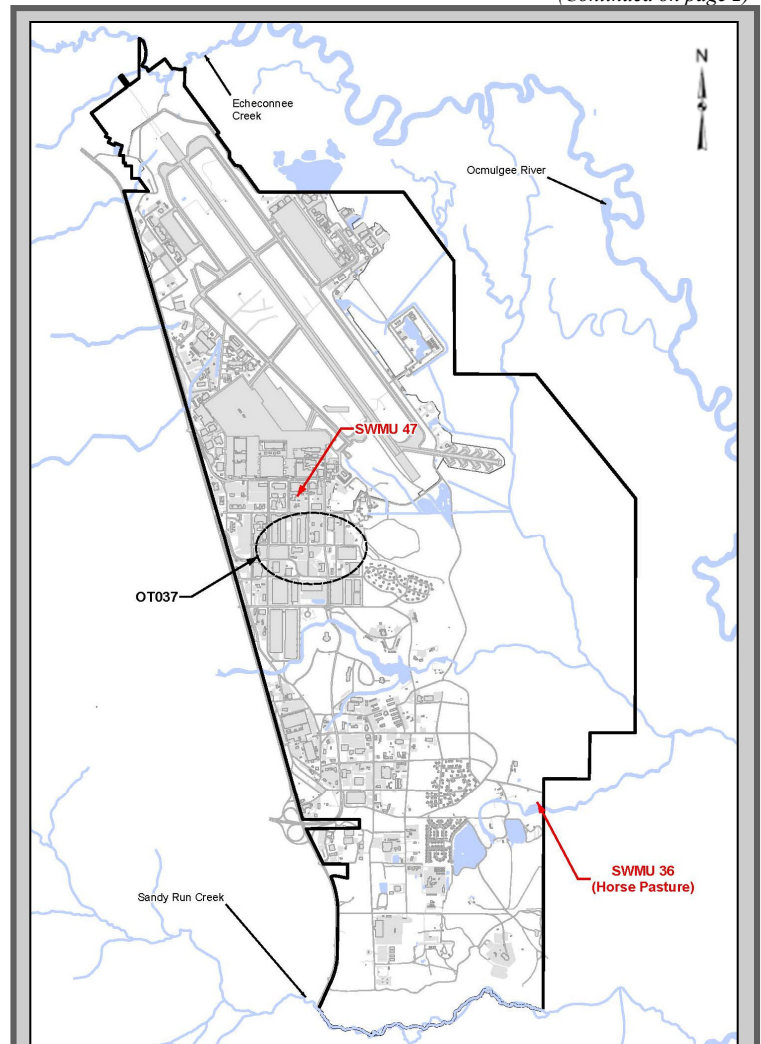 (Continued on page 2)
N
Echeconnee
Creek
Ocmulgee River
SWMU 47
OT037
SWMU 36
(Horse Pasture)
Sandy Run Creek